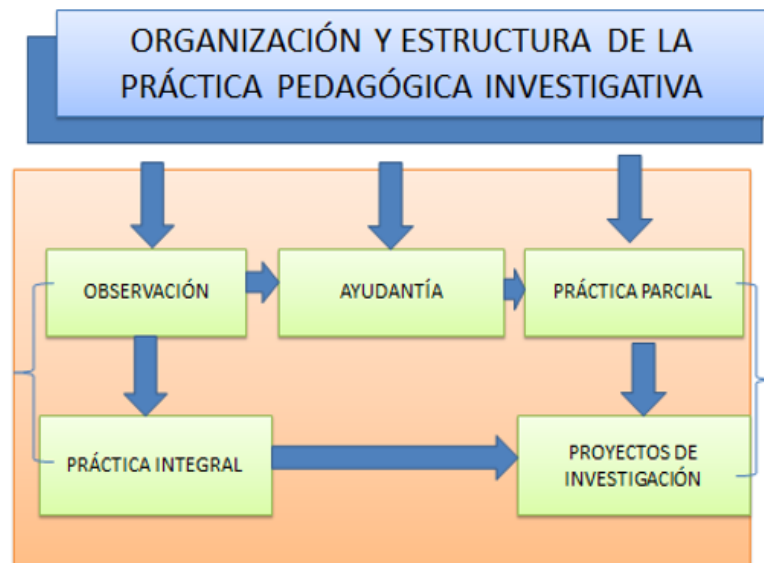 ORGANIZACIÓN Y ESTRUCTURA DE LA
PRÁCTICA PEDAGÓGICA INVESTIGATIVA
OBSERVACIÓN
AYUDANTÍA
PRÁCTICA PARCIAL
PRÁCTICA INTEGRAL
PROYECTOS DE
INVESTIGACIÓN